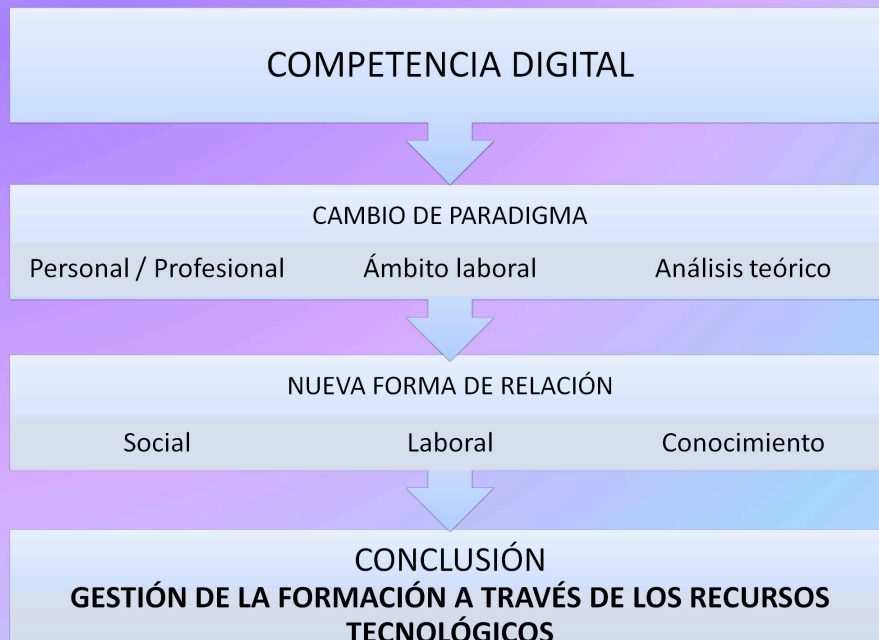 COMPETENCIA DIGITAL
CAMBIO DE PARADIGMA
Personal / Profesional Ámbito laboral Análisis teórico
NUEVA FORMA DE RELACIÓN
Social Laboral Conocimiento
CONCLUSIÓN
GESTIÓN DE LA FORMACIÓN A TRAVÉS DE LOS RECURSOS
TECNOLÓGICOS